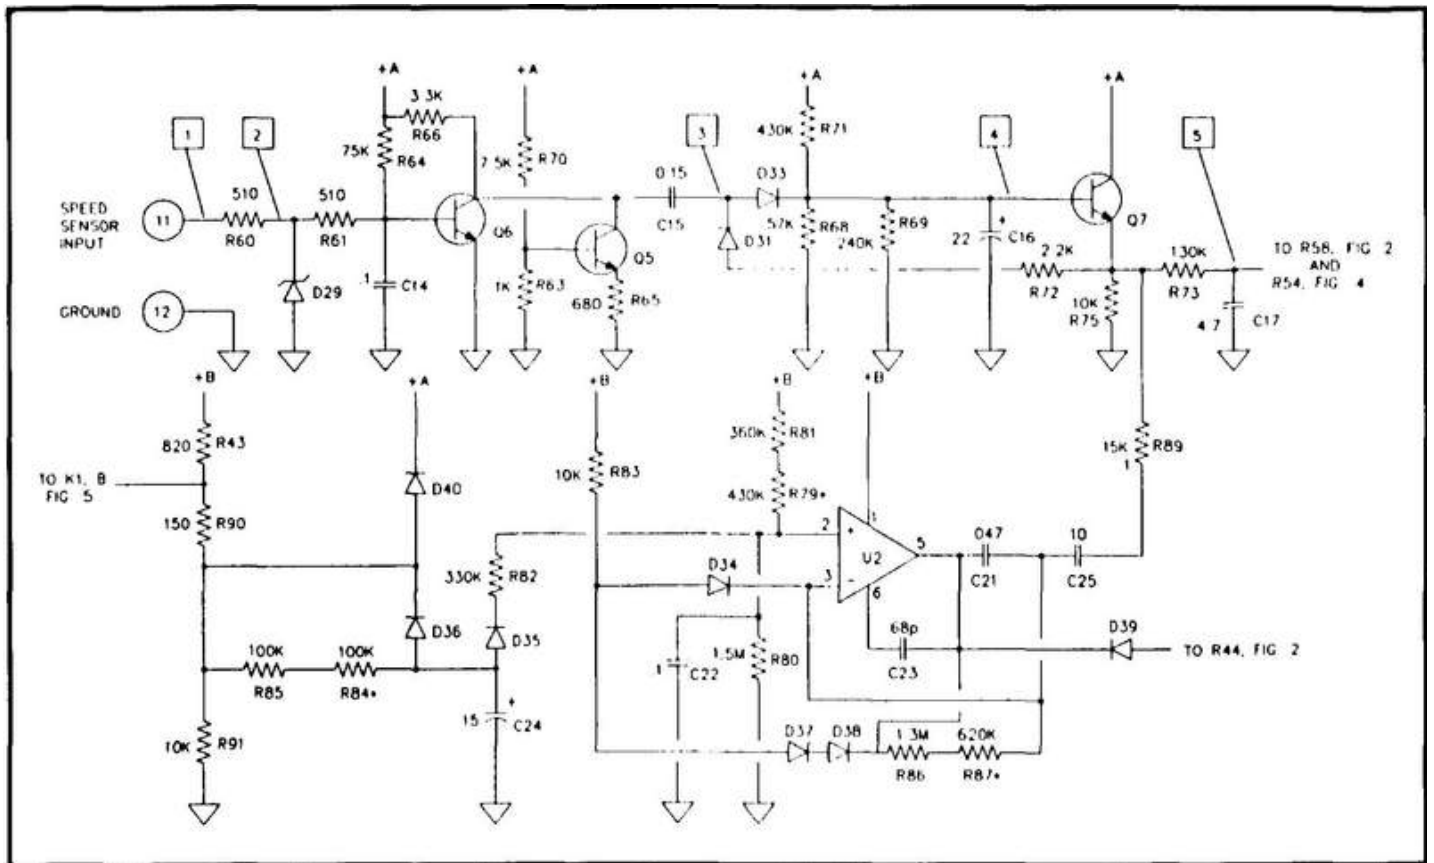 +A
+A
+A
+A
3.3K
R66
1
2
75K
R64
7.5K
R70
3
430K
R71
4
5
SPEED
SENSOR
INPUT
11
510
R60
510
R61
Q6
0.15
C15
D33
D31
57K
R68
R69
240K
22
C16
Q7
2.2K
R72
130K
R73
TO R58, FIG 2
AND
R54, FIG 4
Q5
D29
.1
C14
1K
R63
680
R65
10K
R75
4.7
C17
GROUND
12
+B
+A
+B
+B
+B
820
R43
TO K1, B
FIG 5
D40
10K
R83
360K
R81
430K
R79*
15K
R89
1
150
R90
2
+
1
U2
5
3
-
6
047
C21
10
C25
330K
R82
D34
D36
D35
68p
C23
D39
TO R44, FIG 2
100K
R85
100K
R84*
1
C22
1.5M
R80
15
+
C24
10K
R91
D37
D38
1.3M
R86
620K
R87*